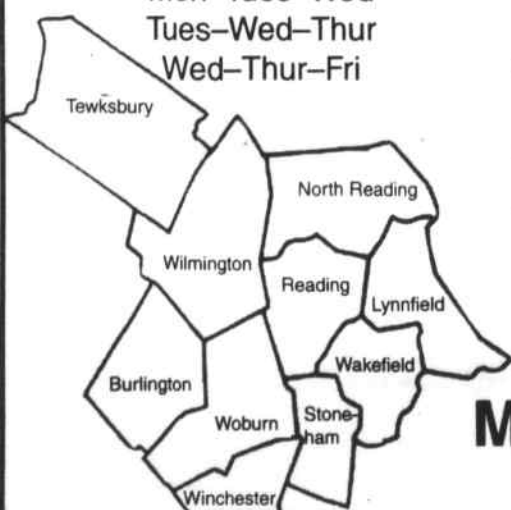 Tues–Wed–Thur
Wed–Thur–Fri
Tewksbury
North Reading
Wilmington
Reading
Lynnfield
Wakefield
Burlington
Woburn
Stone-
ham
Winchester
M